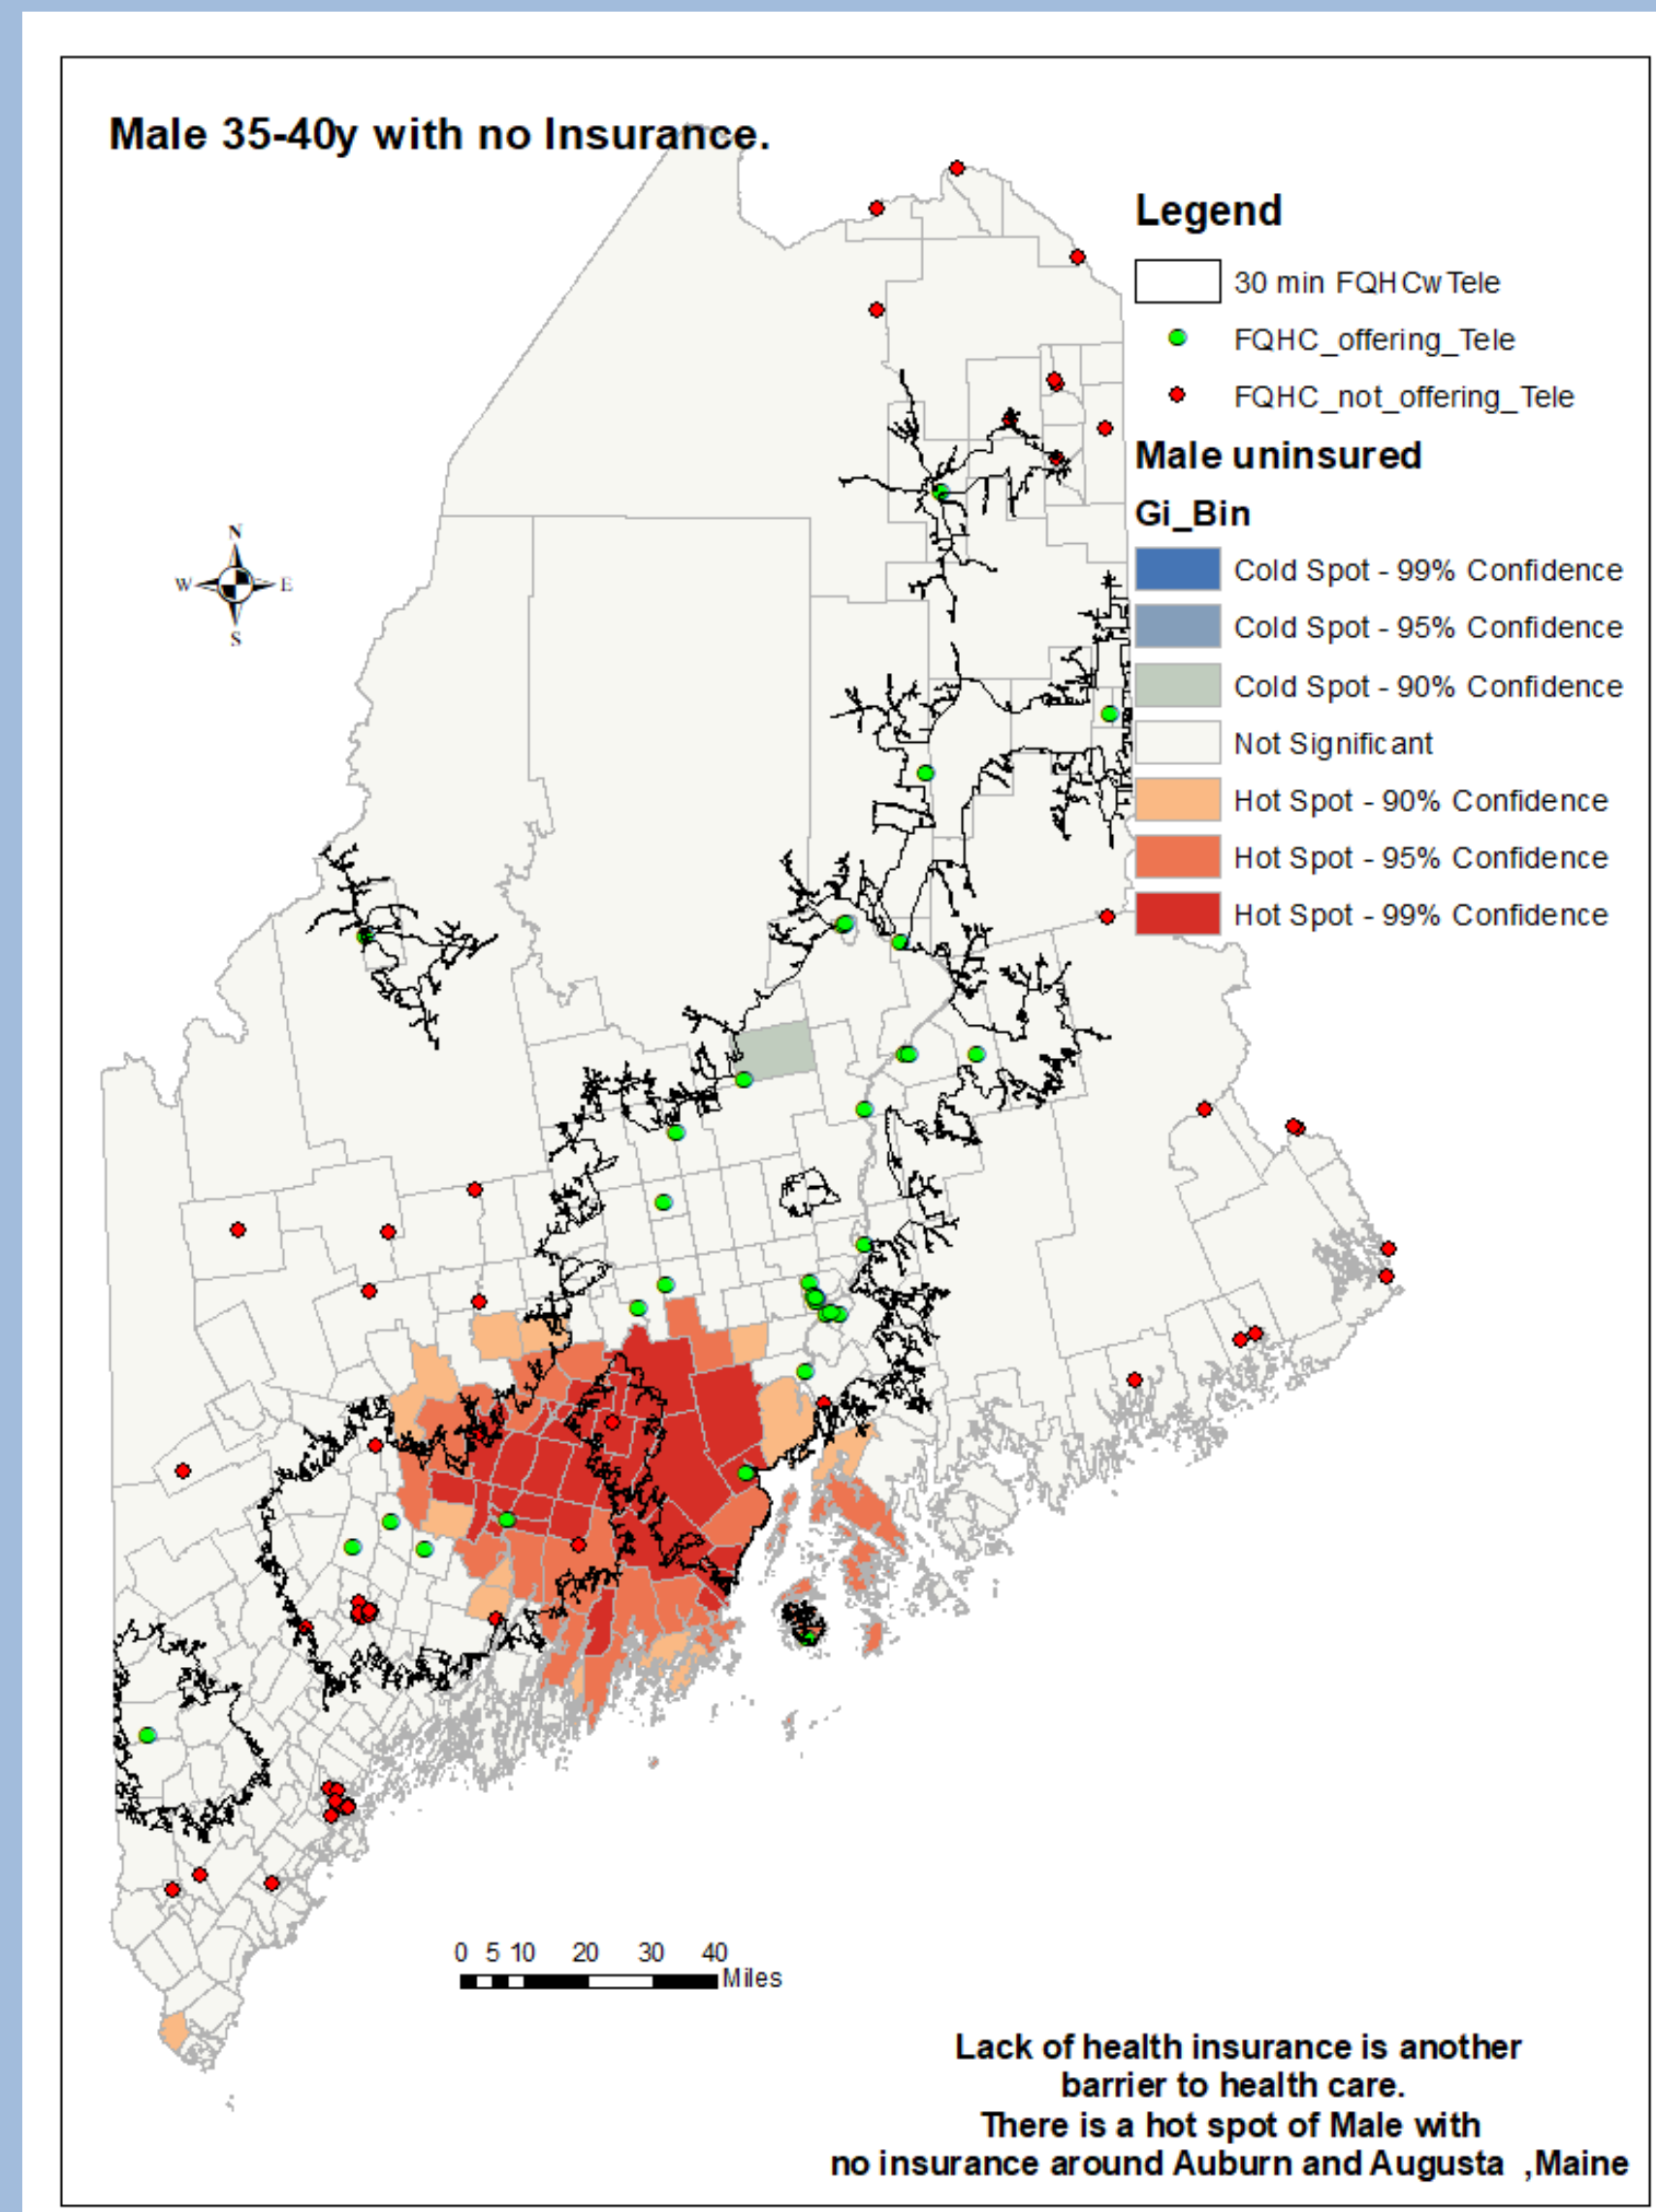 Male 35-40y with no Insurance.
Legend
30 min FQHCwTele
FQHC_offering_Tele
FQHC_not_offering_Tele
Male uninsured
Gi_Bin
N
W E
S
Cold Spot - 99% Confidence
Cold Spot - 95% Confidence
Cold Spot - 90% Confidence
Not Significant
Hot Spot - 90% Confidence
Hot Spot - 95% Confidence
Hot Spot - 99% Confidence
0 5 10 20 30 40
Miles
Lack of health insurance is another
barrier to health care.
There is a hot spot of Male with
no insurance around Auburn and Augusta ,Maine